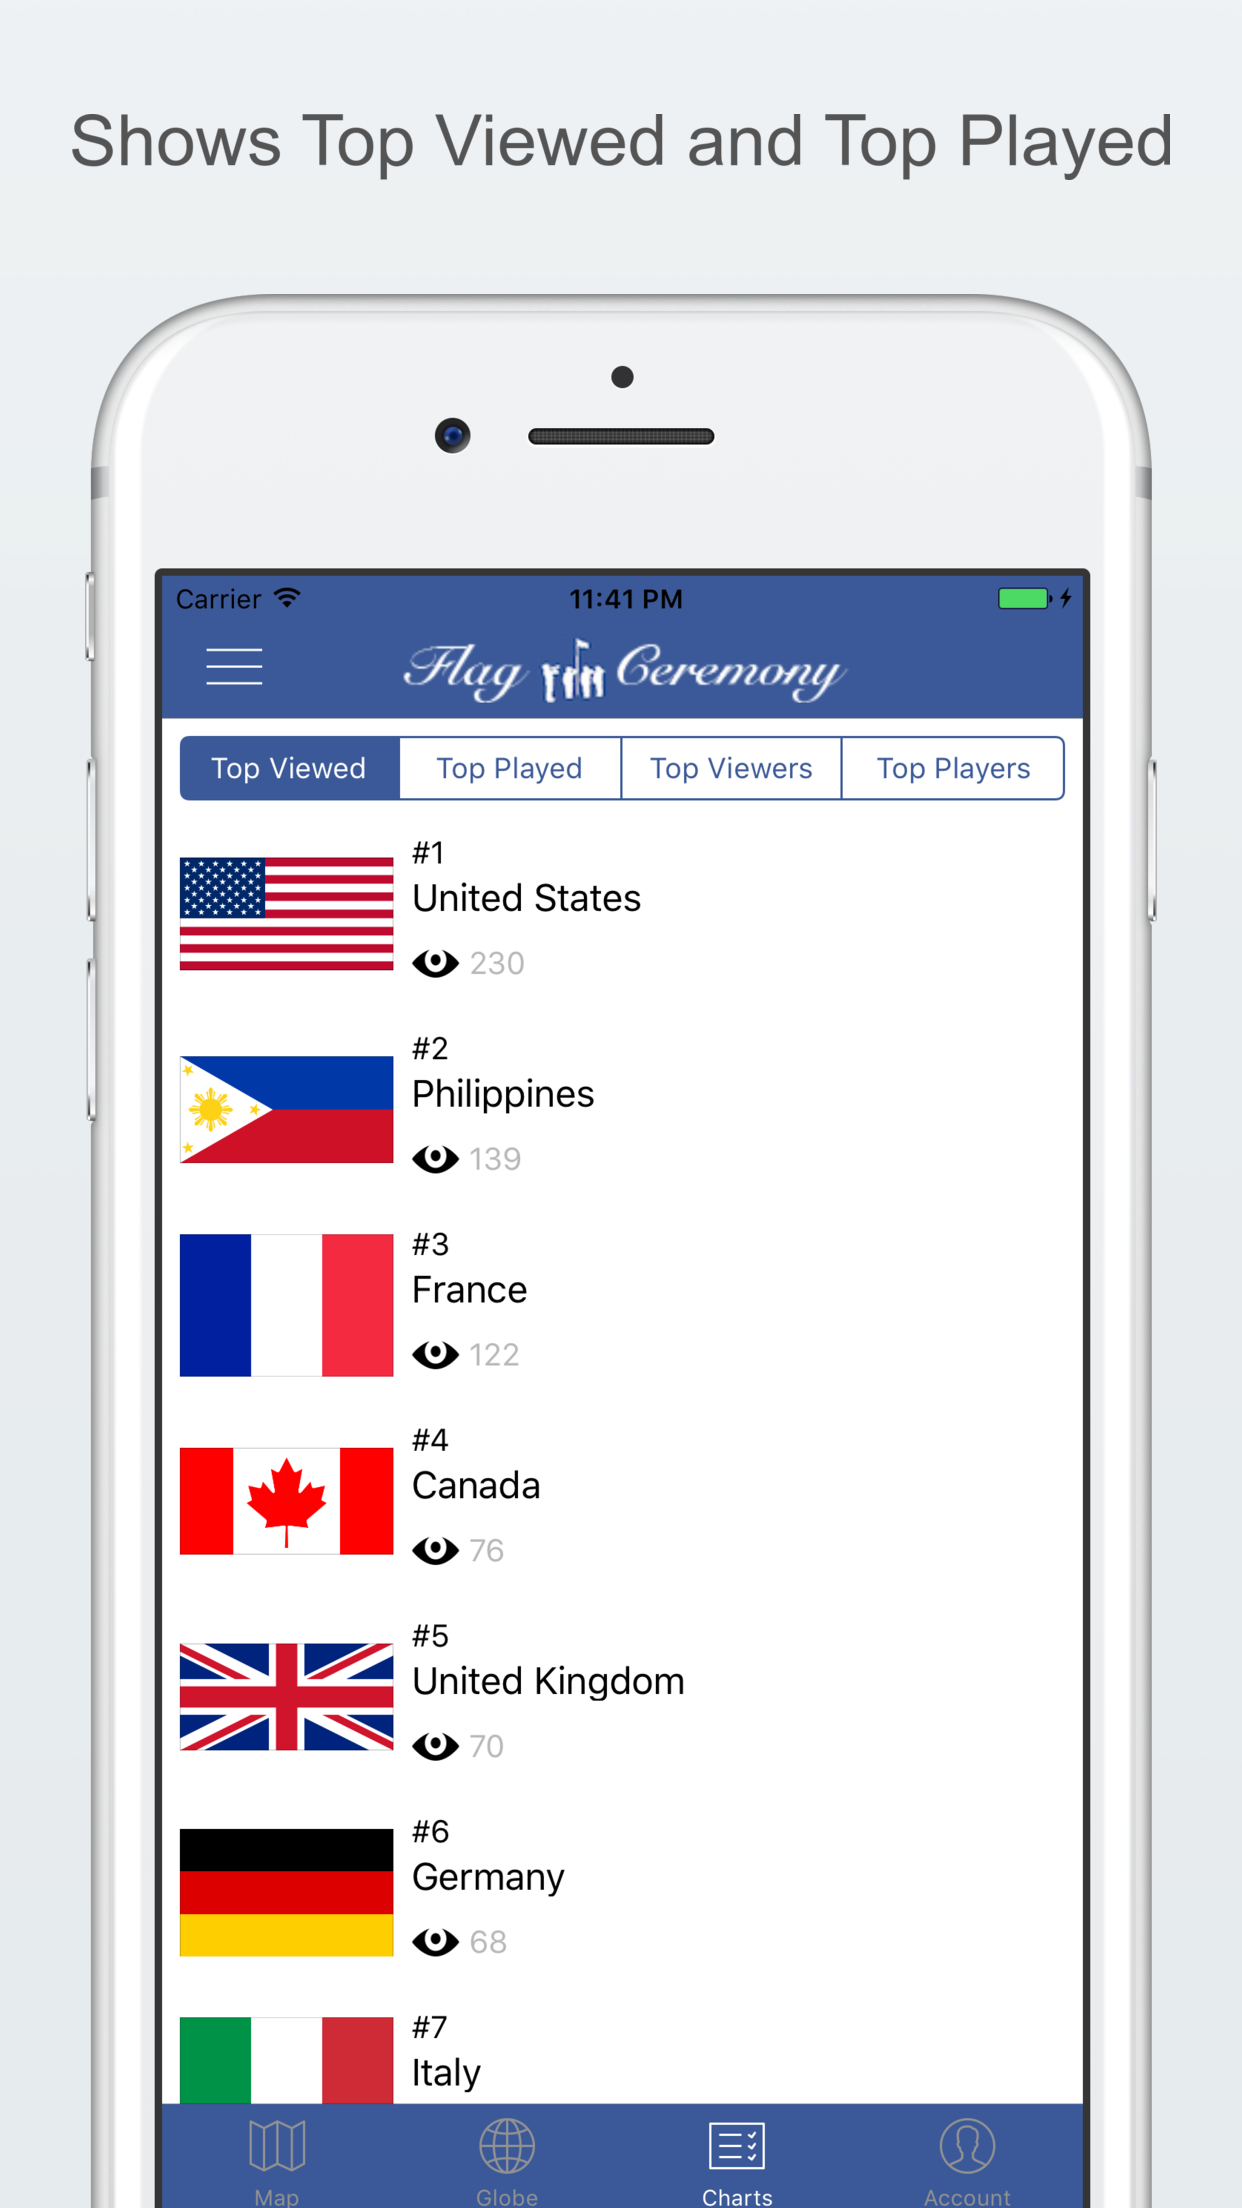 Shows Top Viewed and Top Played
Carrier 11:41 PM
Flag Ceremony
Top Viewed Top Played Top Viewers Top Players
#1
United States
230
#2
Philippines
139
#3
France
122
#4
Canada
76
#5
United Kingdom
70
#6
Germany
68
#7
Italy
Map Globe Charts Account